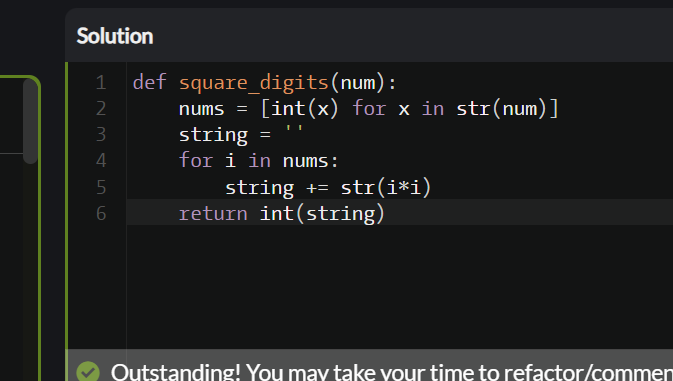 Solution
1 def square_digits(num):
2     nums = [int(x) for x in str(num)]
3     string = ''
4     for i in nums:
5         string += str(i*i)
6     return int(string)
Outstanding! You may take your time to refactor/commen